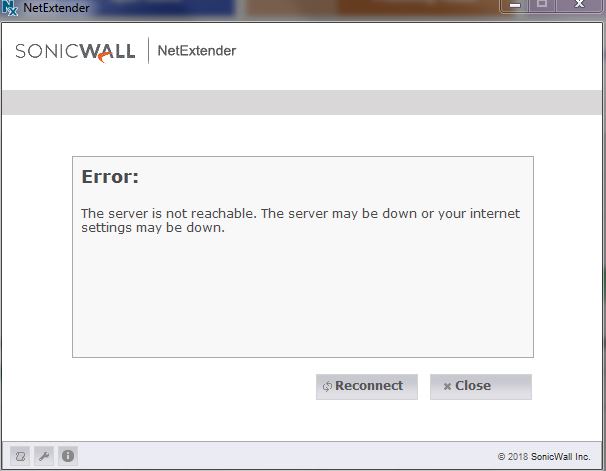 NetExtender
SONICWALL NetExtender
Error:
The server is not reachable. The server may be down or your internet
settings may be down.
Reconnect
Close
© 2018 SonicWall Inc.